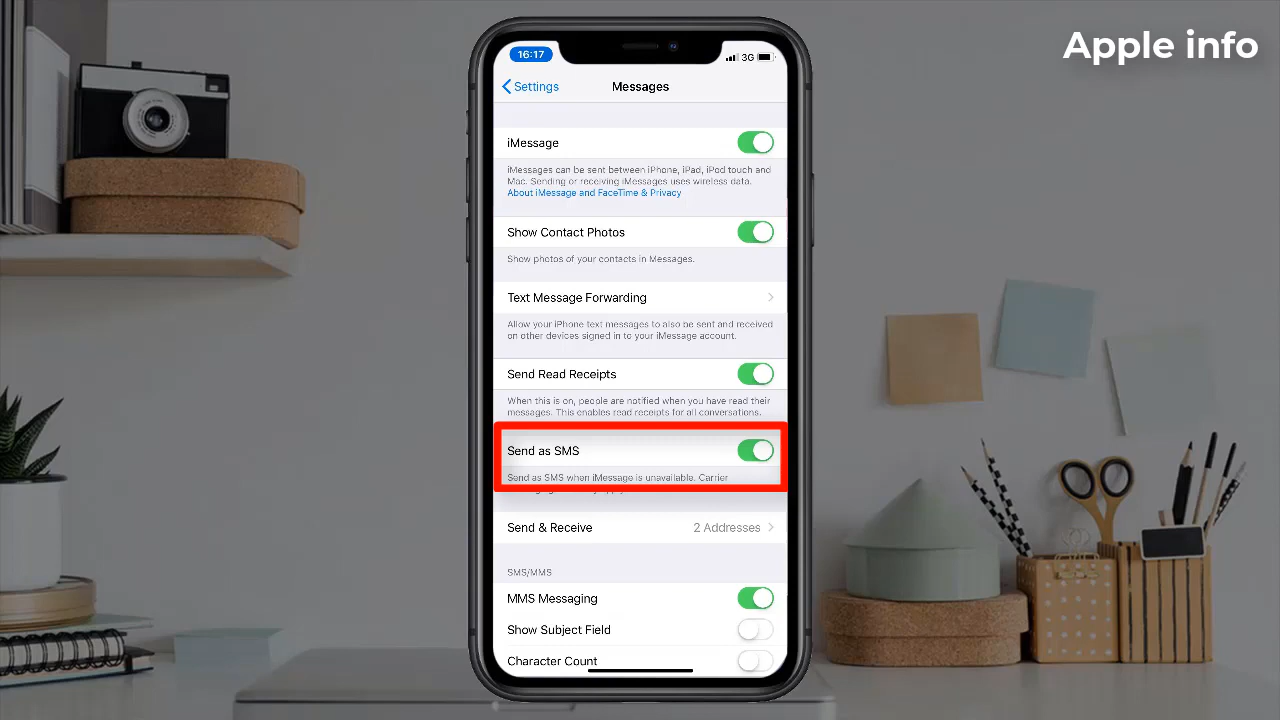 Apple info
16:17
3G
Settings
Messages
iMessage
iMessages can be sent between iPhone, iPad, iPod touch and
Mac. Sending or receiving iMessages uses wireless data.
About iMessage and FaceTime & Privacy
Show Contact Photos
Show photos of your contacts in Messages.
Text Message Forwarding
Allow your iPhone text messages to also be sent and received
on other devices signed in to your iMessage account.
Send Read Receipts
When this is on, people are notified when you have read their
messages. This enables read receipts for all conversations.
Send as SMS
Send as SMS when iMessage is unavailable. Carrier
Send & Receive
2 Addresses
SMS/MMS
MMS Messaging
Show Subject Field
Character Count